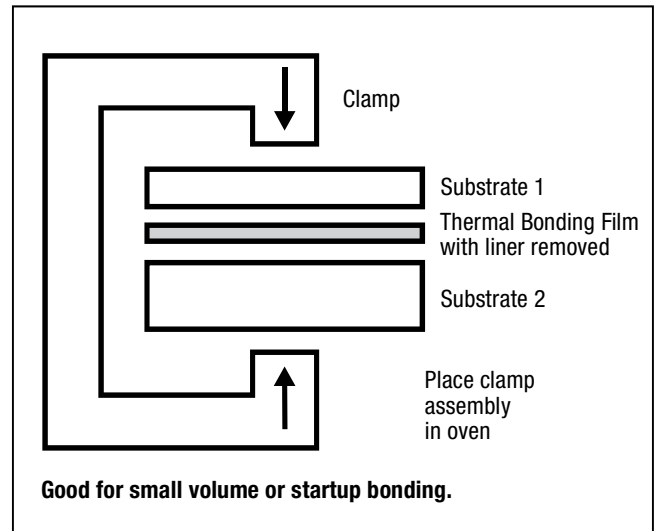 Clamp
Substrate 1
Thermal Bonding Film
with liner removed
Substrate 2
Place clamp
assembly
in oven
Good for small volume or startup bonding.